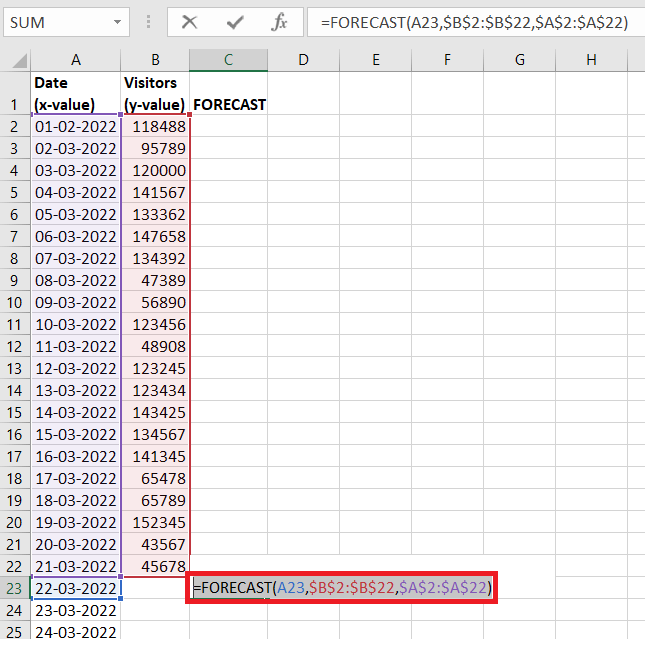 SUM fx =FORECAST(A23,$B$2:$B$22,$A$2:$A$22)
A B C D E F G H
Date Visitors
1 (x-value) (y-value) FORECAST
2 01-02-2022 118488
3 02-03-2022 95789
4 03-03-2022 120000
5 04-03-2022 141567
6 05-03-2022 133362
7 06-03-2022 147658
8 07-03-2022 134392
9 08-03-2022 47389
10 09-03-2022 56890
11 10-03-2022 123456
12 11-03-2022 48908
13 12-03-2022 123245
14 13-03-2022 123434
15 14-03-2022 143425
16 15-03-2022 134567
17 16-03-2022 141345
18 17-03-2022 65478
19 18-03-2022 65789
20 19-03-2022 152345
21 20-03-2022 43567
22 21-03-2022 45678
23 22-03-2022 =FORECAST(A23,$B$2:$B$22,$A$2:$A$22)
24 23-03-2022
25 24-03-2022